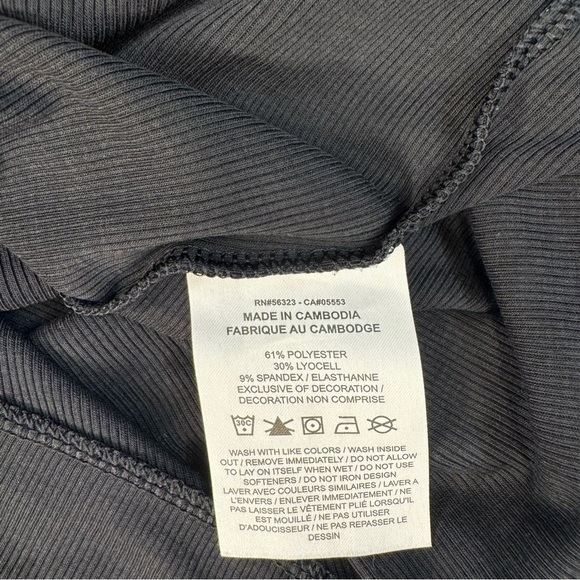 RN#56323 - CA#05553
MADE IN CAMBODIA
FABRIQUE AU CAMBODGE
61% POLYESTER
30% LYOCELL
9% SPANDEX / ELASTHANNE
EXCLUSIVE OF DECORATION /
DECORATION NON COMPRISE
30C
WASH WITH LIKE COLORS / WASH INSIDE
OUT / REMOVE IMMEDIATELY / DO NOT ALLOW
TO LAY ON ITSELF WHEN WET / DO NOT USE
SOFTENERS / DO NOT IRON DESIGN
LAVER AVEC COULEURS SIMILAIRES / LAVER A
L'ENVERS / ENLEVER IMMÉDIATEMENT / NE
PAS LAISSER LE VÊTEMENT PLIÉ LORSQU'IL
EST MOUILLÉ / NE PAS UTILISER
D'ADOUCISSEUR / NE PAS REPASSER LE
DESSIN